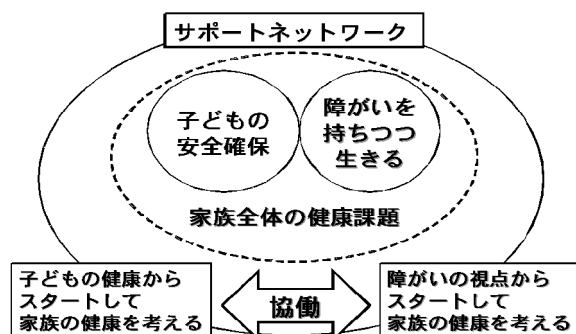 サポートネットワーク
子どもの
安全確保
障がいを
持ちつつ
生きる
家族全体の健康課題
子どもの健康から
スタートして
家族の健康を考える
協働
障がいの視点から
スタートして
家族の健康を考える